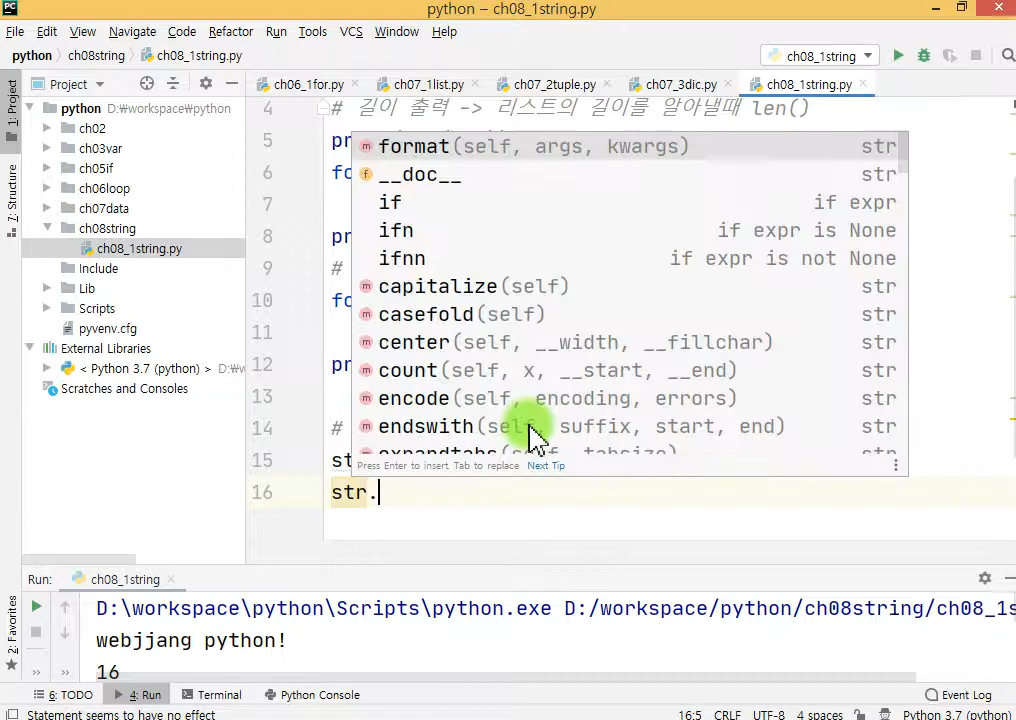 PC python – ch08_1string.py
File Edit View Navigate Code Refactor Run Tools VCS Window Help
python ch08string ch08_1string.py ch08_1string
1: Project
7: Structure
2: Favorites
Project
python D:₩workspace₩python
ch02
ch03var
ch05if
ch06loop
ch07data
ch08string
ch08_1string.py
Include
Lib
Scripts
pyvenv.cfg
External Libraries
< Python 3.7 (python) > D:₩w
Scratches and Consoles
ch06_1for.py ch07_1list.py ch07_2tuple.py ch07_3dic.py ch08_1string.py
4 # 길이 출력 -> 리스트의 길이를 알아낼때 len()
5 pr
6 fo
7
8 pr
9 #
10 fo
11
12 pr
13
14 #
15 st
16 str.
format(self, args, kwargs) str
__doc__ str
if if expr
ifn if expr is None
ifnn if expr is not None
capitalize(self) str
casefold(self) str
center(self, __width, __fillchar) str
count(self, x, __start, __end) str
encode(self, encoding, errors) str
endswith(self, suffix, start, end) str
expandtabs(self, tabsize) str
Press Enter to insert, Tab to replace Next Tip
Run: ch08_1string
D:\workspace\python\Scripts\python.exe D:/workspace/python/ch08string/ch08_1s
webjjang python!
16
6: TODO 4: Run Terminal Python Console Event Log
Statement seems to have no effect 16:5 CRLF UTF-8 4 spaces Python 3.7 (python)